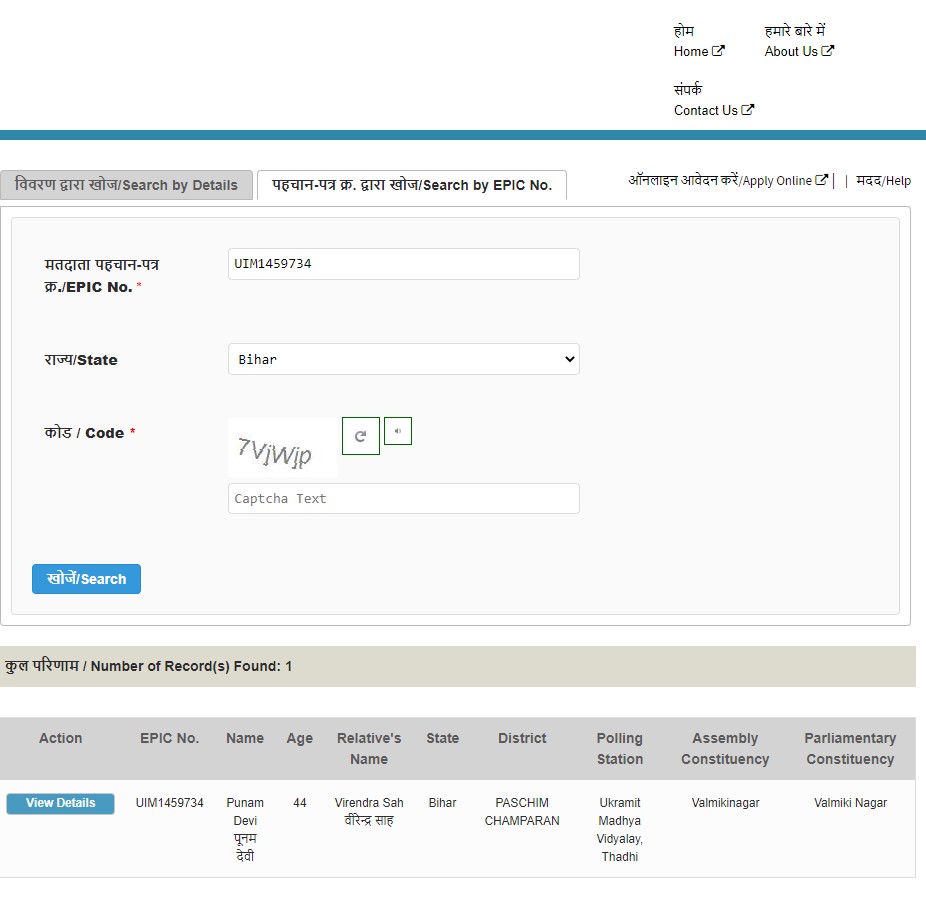 होम
Home
हमारे बारे में
About Us
संपर्क
Contact Us
विवरण द्वारा खोज/Search by Details
पहचान-पत्र क्र. द्वारा खोज/Search by EPIC No.
ऑनलाइन आवेदन करें/Apply Online | | मदद/Help
मतदाता पहचान-पत्र
क्र./EPIC No. *
UIM1459734
राज्य/State
Bihar
कोड / Code *
7VjWjp
Captcha Text
खोजें/Search
कुल परिणाम / Number of Record(s) Found: 1
Action EPIC No. Name Age Relative's State District Polling Assembly Parliamentary
Name Station Constituency Constituency
View Details UIM1459734 Punam 44 Virendra Sah Bihar PASCHIM Ukramit Valmikinagar Valmiki Nagar
Devi वीरेन्द्र साह CHAMPARAN Madhya
पूनम Vidyalay,
देवी Thadhi